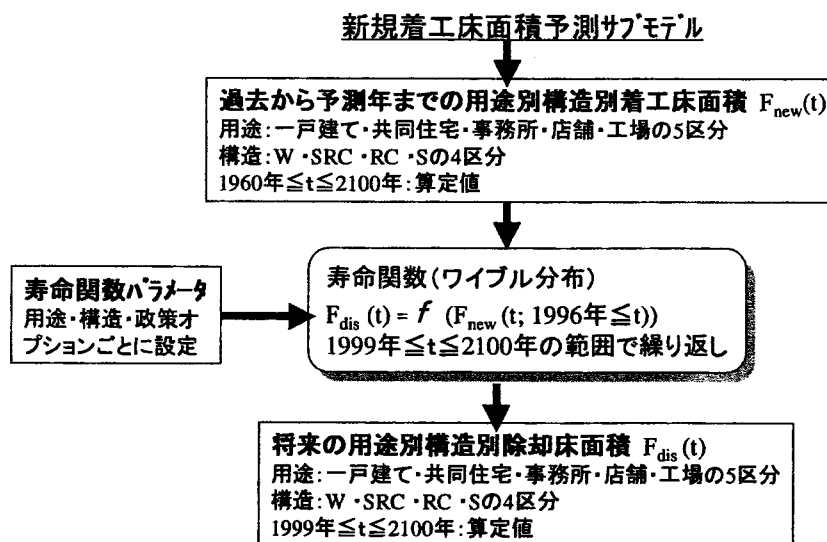 新規着工床面積予測サブモデル
過去から予測年までの用途別構造別着工床面積 Fnew(t)
用途:一戸建て・共同住宅・事務所・店舗・工場の5区分
構造:W・SRC・RC・Sの4区分
1960年≦t≦2100年:算定値
寿命関数パラメータ
用途・構造・政策オ
プションごとに設定
寿命関数(ワイブル分布)
Fdis (t) = f (Fnew (t; 1996年≦t))
1999年≦t≦2100年の範囲で繰り返し
将来の用途別構造別除却床面積 Fdis (t)
用途:一戸建て・共同住宅・事務所・店舗・工場の5区分
構造:W・SRC・RC・Sの4区分
1999年≦t≦2100年:算定値